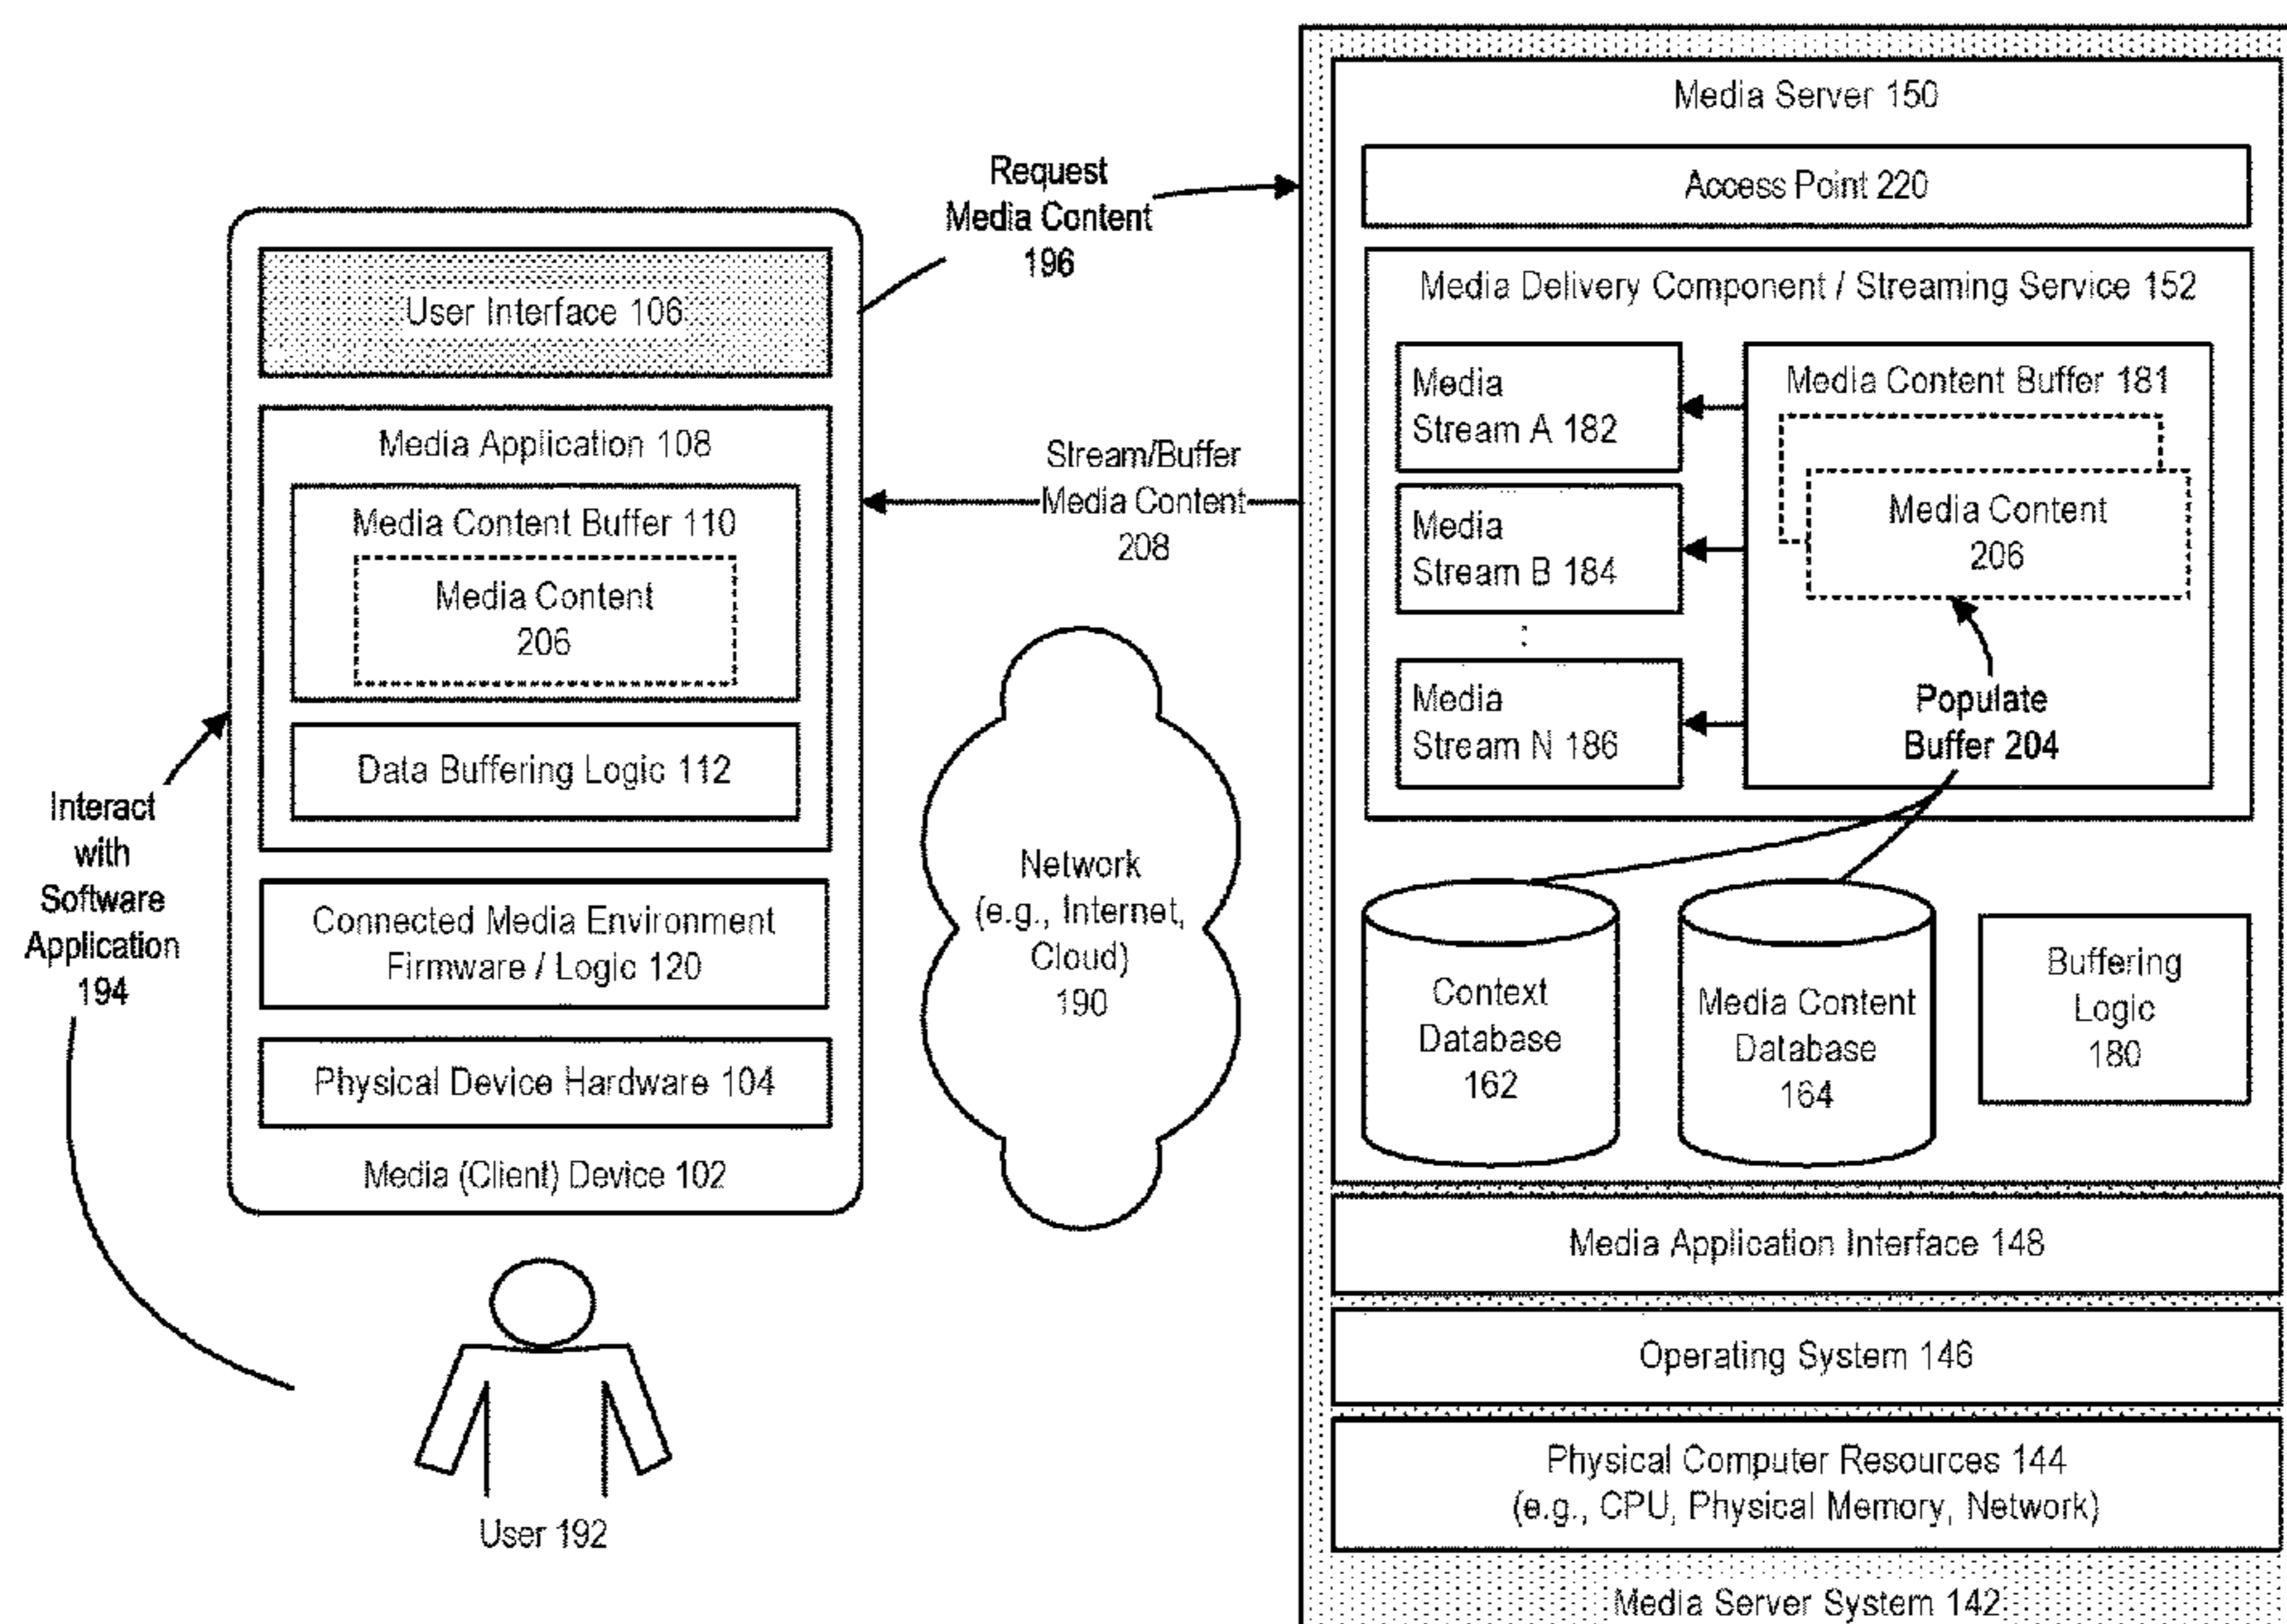 Media Server 150
Access Point 220
Media Delivery Component / Streaming Service 152
Media
Stream A 182
Media
Stream B 184
:
Media
Stream N 186
Media Content Buffer 181
Media Content
206
Populate
Buffer 204
Context
Database
162
Media Content
Database
164
Buffering
Logic
180
Media Application Interface 148
Operating System 146
Physical Computer Resources 144
(e.g., CPU, Physical Memory, Network)
Media Server System 142
Request
Media Content
196
Stream/Buffer
Media Content
208
Network
(e.g., Internet,
Cloud)
190
User Interface 106
Media Application 108
Media Content Buffer 110
Media Content
206
Data Buffering Logic 112
Connected Media Environment
Firmware / Logic 120
Physical Device Hardware 104
Media (Client) Device 102
Interact
with
Software
Application
194
User 192